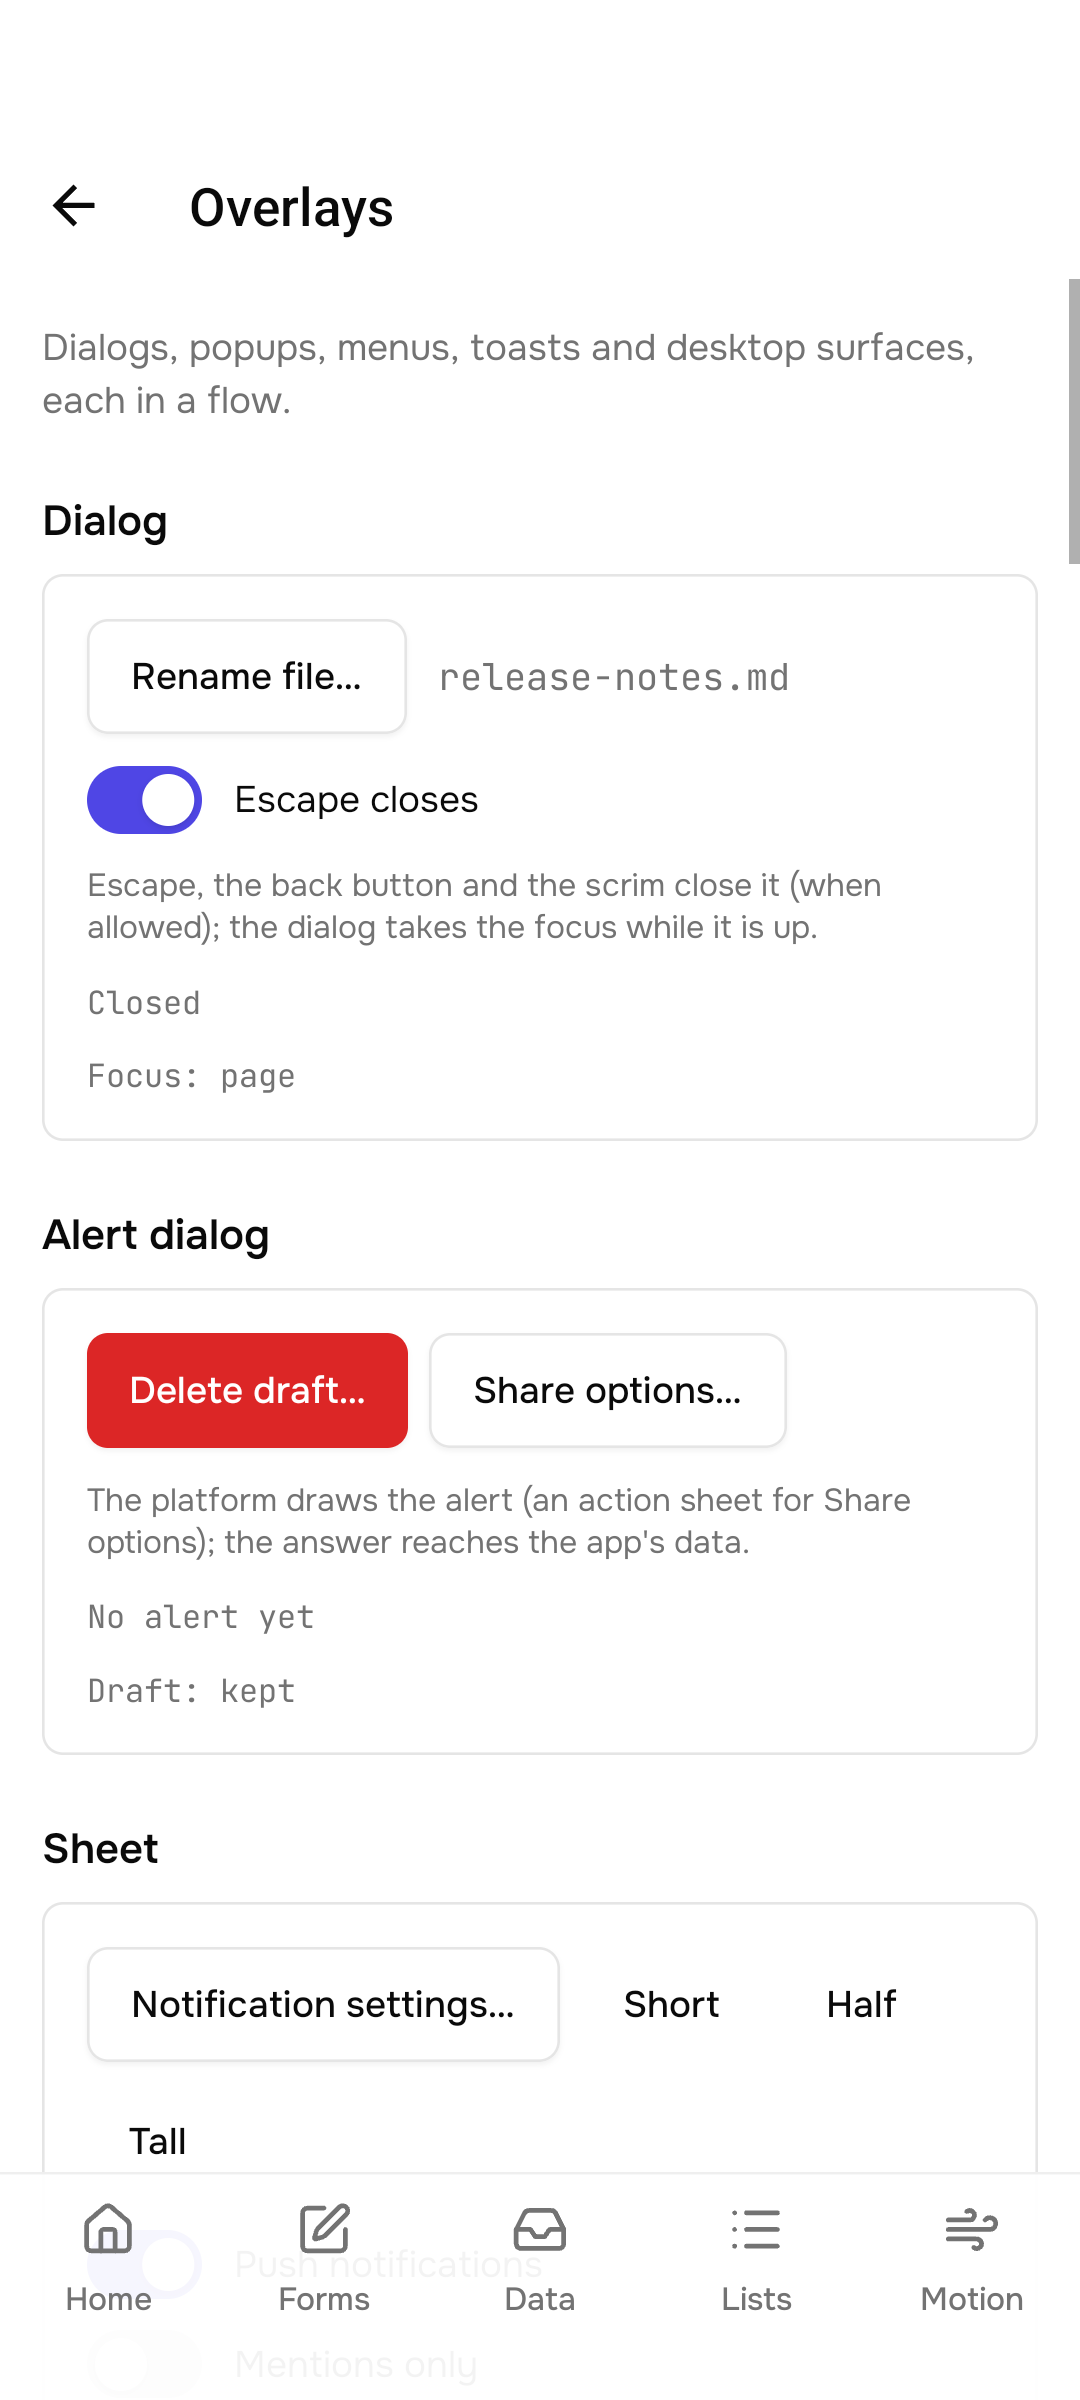 Overlays
Dialogs, popups, menus, toasts and desktop surfaces,
each in a flow.
Dialog
Rename file...
release-notes.md
Escape closes
Escape, the back button and the scrim close it (when
allowed); the dialog takes the focus while it is up.
Closed
Focus: page
Alert dialog
Delete draft...
Share options...
The platform draws the alert (an action sheet for Share
options); the answer reaches the app's data.
No alert yet
Draft: kept
Sheet
Notification settings...
Short
Half
Tall
Push notifications
Home
Forms
Data
Lists
Motion
Mentions only